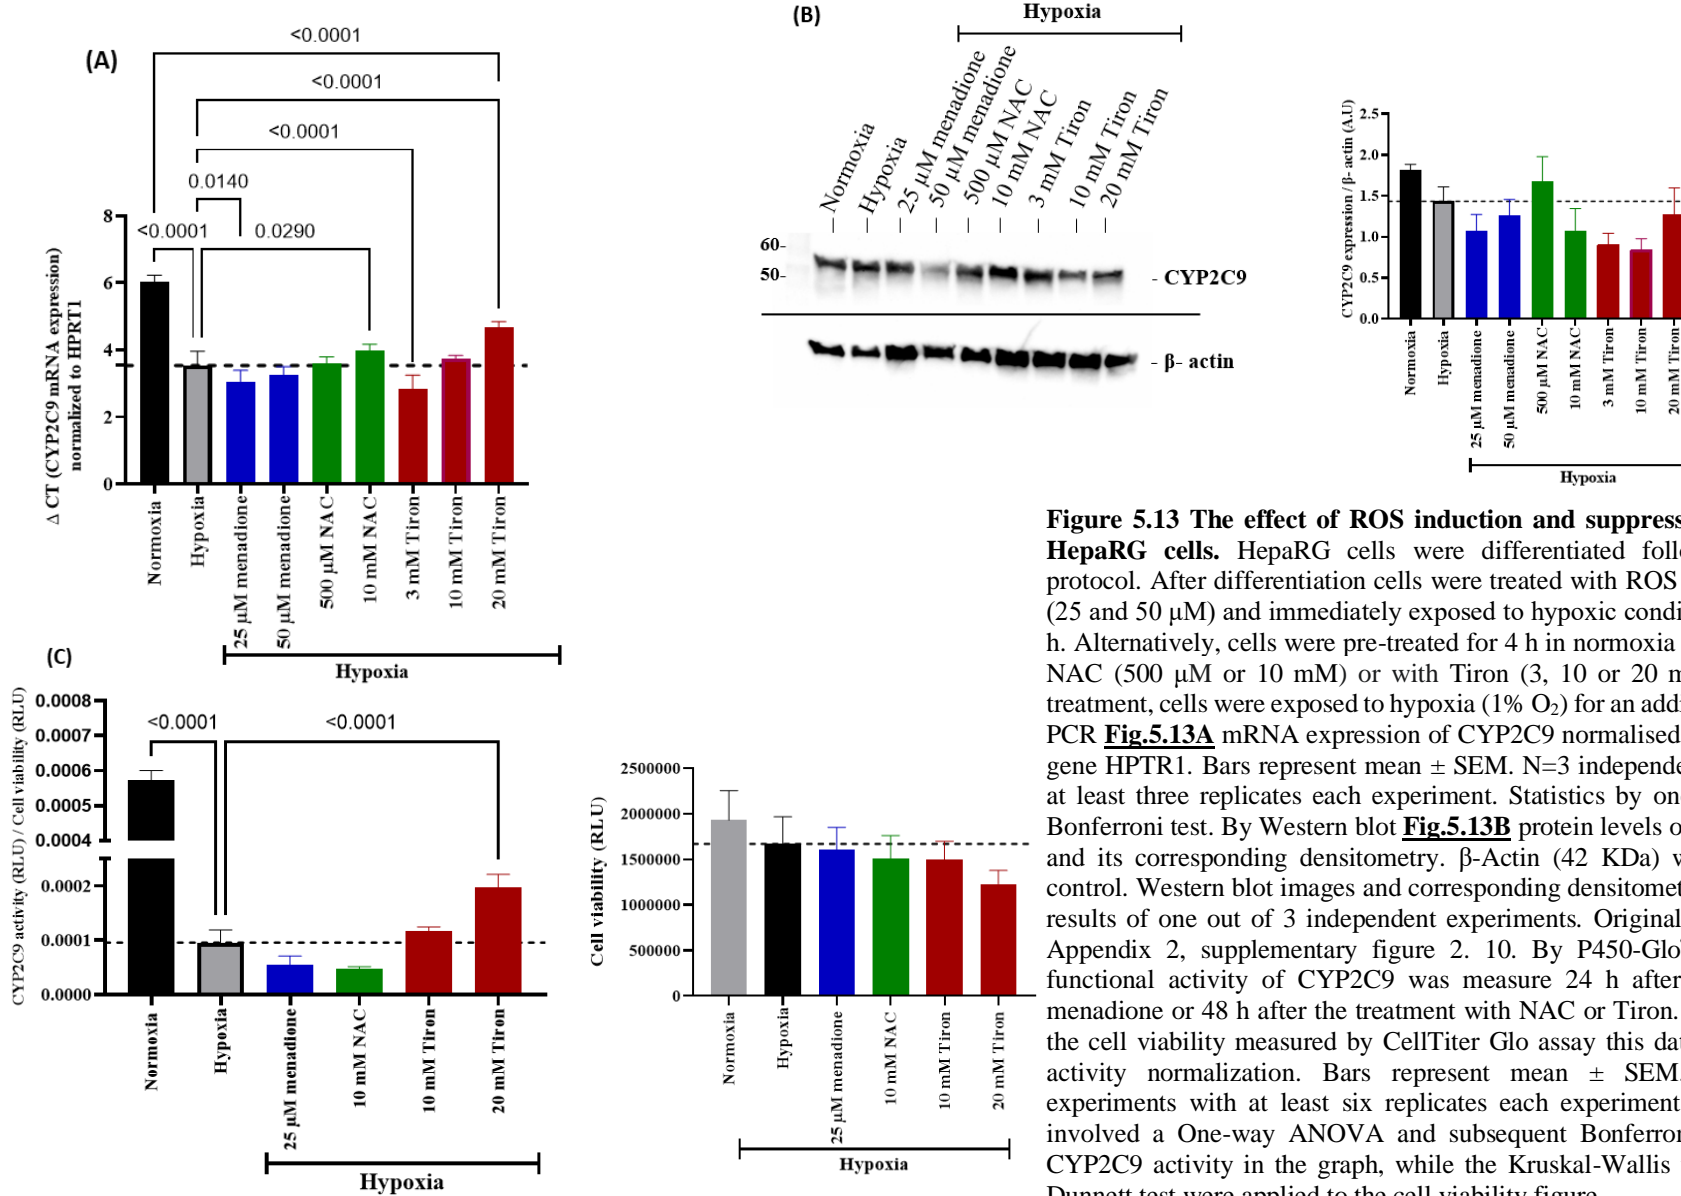 (A)
<0.0001
<0.0001
<0.0001
0.0140
<0.0001
0.0290
Δ CT (CYP2C9 mRNA expression)
normalized to HPRT1
8
6
4
2
0
Normoxia
Hypoxia
25 μM menadione
50 μM menadione
500 μM NAC
10 mM NAC
3 mM Tiron
10 mM Tiron
20 mM Tiron
Hypoxia
(B)
Hypoxia
Normoxia
Hypoxia
25 μM menadione
50 μM menadione
500 μM NAC
10 mM NAC
3 mM Tiron
10 mM Tiron
20 mM Tiron
60-
50-
- CYP2C9
- β- actin
CYP2C9 expression / β- actin (A.U)
2.5
2.0
1.5
1.0
0.5
0.0
Normoxia
Hypoxia
25 μM menadione
50 μM menadione
500 μM NAC
10 mM NAC
3 mM Tiron
10 mM Tiron
20 mM Tiron
Hypoxia
(C)
CYP2C9 activity (RLU) / Cell viability (RLU)
0.0008
0.0007
0.0006
0.0005
0.0004
0.0002
0.0001
0.0000
<0.0001
<0.0001
Normoxia
Hypoxia
25 μM menadione
10 mM NAC
10 mM Tiron
20 mM Tiron
Hypoxia
Cell viability (RLU)
2500000
2000000
1500000
1000000
500000
0
Normoxia
Hypoxia
25 μM menadione
10 mM NAC
10 mM Tiron
20 mM Tiron
Hypoxia
Figure 5.13 The effect of ROS induction and suppress
HepaRG cells. HepaRG cells were differentiated follo
protocol. After differentiation cells were treated with ROS
(25 and 50 μM) and immediately exposed to hypoxic condi
h. Alternatively, cells were pre-treated for 4 h in normoxia
NAC (500 μM or 10 mM) or with Tiron (3, 10 or 20 m
treatment, cells were exposed to hypoxia (1% O₂) for an addi
PCR Fig.5.13A mRNA expression of CYP2C9 normalised
gene HPTR1. Bars represent mean ± SEM. N=3 independe
at least three replicates each experiment. Statistics by one
Bonferroni test. By Western blot Fig.5.13B protein levels o
and its corresponding densitometry. β-Actin (42 KDa) w
control. Western blot images and corresponding densitomet
results of one out of 3 independent experiments. Original
Appendix 2, supplementary figure 2. 10. By P450-Glo
functional activity of CYP2C9 was measure 24 h after
menadione or 48 h after the treatment with NAC or Tiron.
the cell viability measured by CellTiter Glo assay this dat
activity normalization. Bars represent mean ± SEM.
experiments with at least six replicates each experiment
involved a One-way ANOVA and subsequent Bonferron
CYP2C9 activity in the graph, while the Kruskal-Wallis
Dunnett test were applied to the cell viability figure